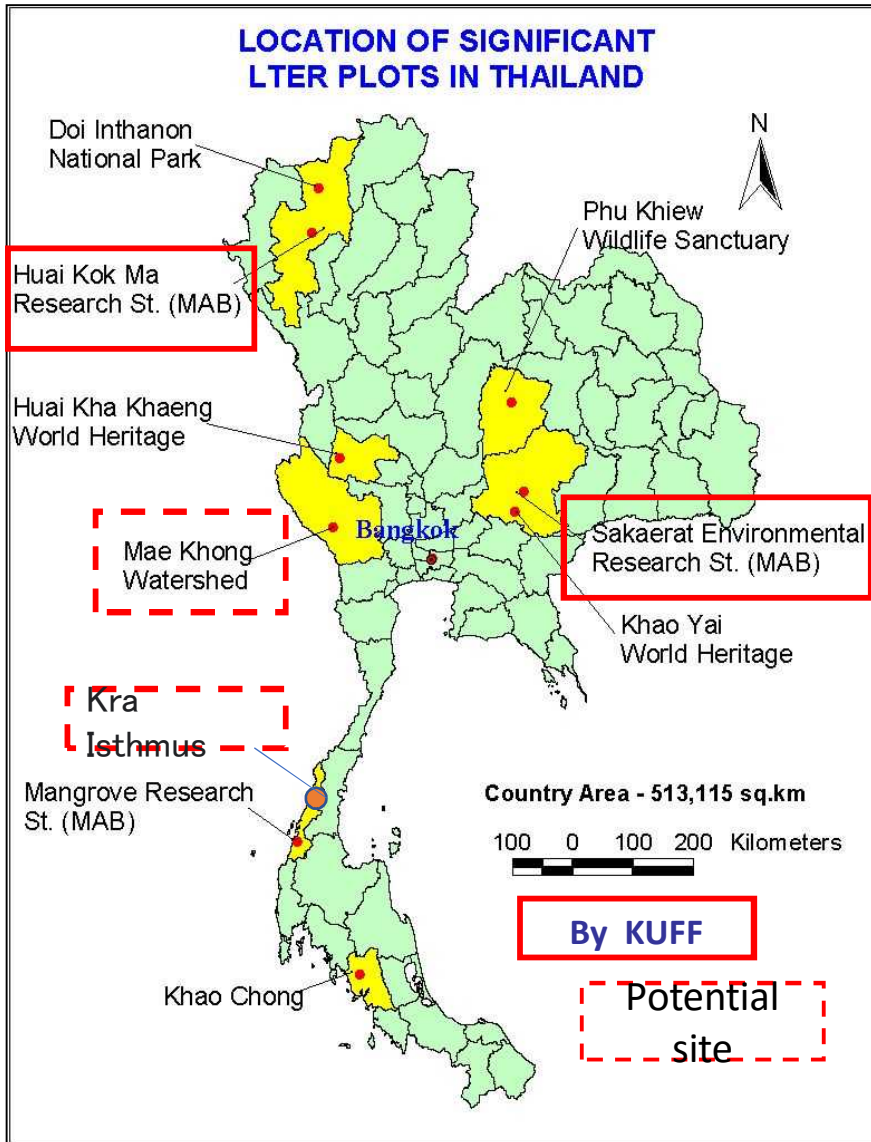 LOCATION OF SIGNIFICANT
LTER PLOTS IN THAILAND
Doi Inthanon
National Park
N
Phu Khiew
Wildlife Sanctuary
Huai Kok Ma
Research St. (MAB)
Huai Kha Khaeng
World Heritage
Mae Khong
Watershed
Bangkok
Sakaerat Environmental
Research St. (MAB)
Khao Yai
World Heritage
Kra
Isthmus
Mangrove Research
St. (MAB)
Country Area - 513,115 sq.km
100 0 100 200 Kilometers
By KUFF
Khao Chong
Potential
site